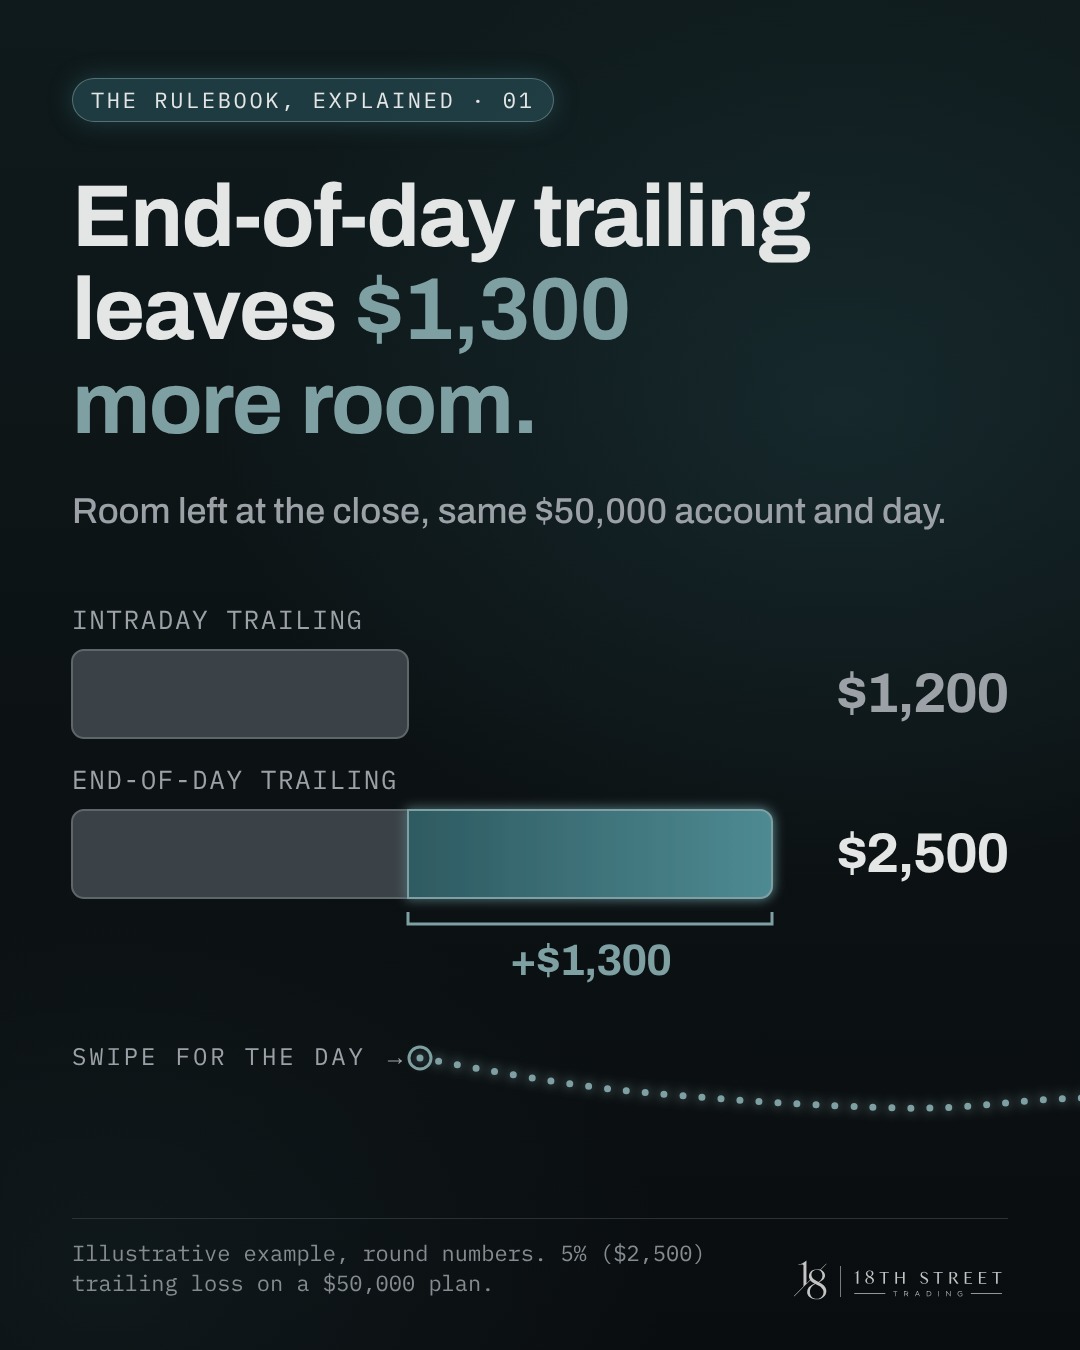 THE RULEBOOK, EXPLAINED · 01
End-of-day trailing
leaves $1,300
more room.
Room left at the close, same $50,000 account and day.
INTRADAY TRAILING
$1,200
END-OF-DAY TRAILING
$2,500
+$1,300
SWIPE FOR THE DAY →
Illustrative example, round numbers. 5% ($2,500)
trailing loss on a $50,000 plan.
18
18TH STREET
TRADING